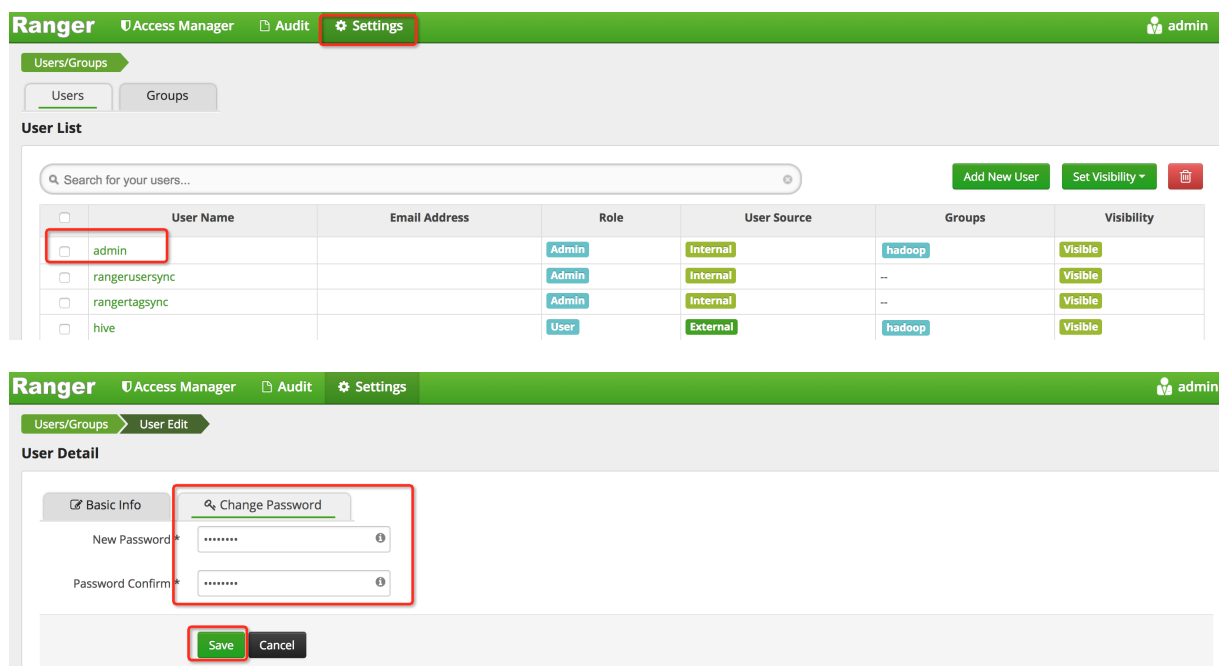 Ranger Access Manager Audit Settings admin
Users/Groups
Users Groups
User List
Search for your users... Add New User Set Visibility
User Name Email Address Role User Source Groups Visibility
admin Admin Internal hadoop Visible
rangerusersync Admin Internal -- Visible
rangertagsync Admin Internal -- Visible
hive User External hadoop Visible
Ranger Access Manager Audit Settings admin
Users/Groups User Edit
User Detail
Basic Info Change Password
New Password * ••••••••
Password Confirm * ••••••••
Save Cancel